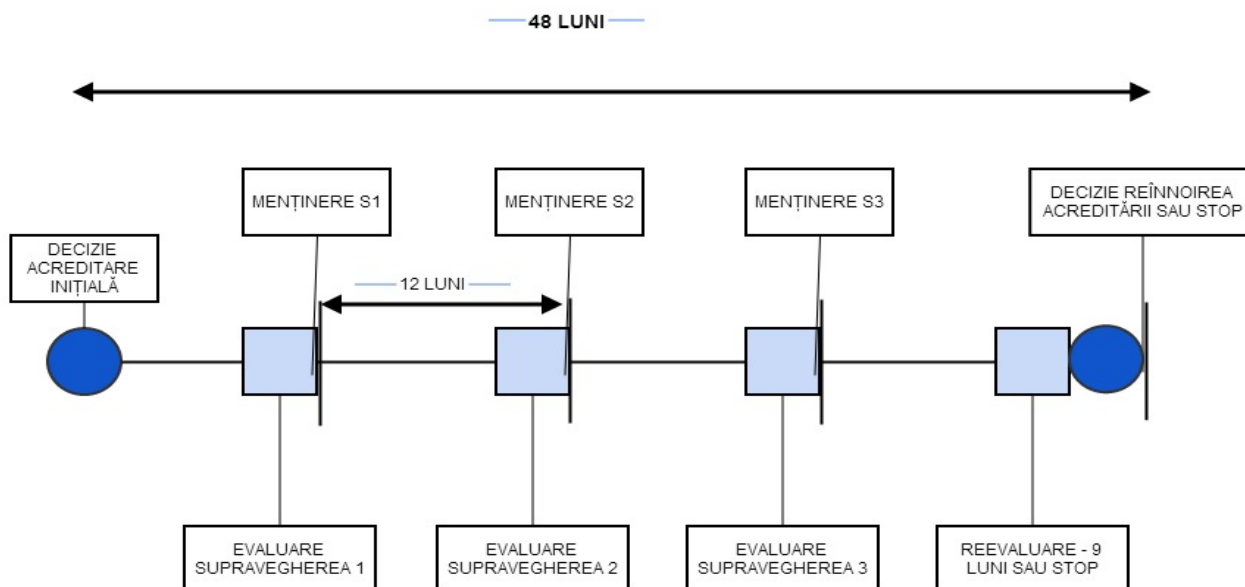 48 LUNI
MENȚINERE S1
MENȚINERE S2
MENȚINERE S3
DECIZIE REÎNNOIREA
ACREDITĂRII SAU STOP
DECIZIE
ACREDITARE
INIȚIALĂ
12 LUNI
EVALUARE
SUPRAVEGHEREA 1
EVALUARE
SUPRAVEGHEREA 2
EVALUARE
SUPRAVEGHEREA 3
REEVALUARE - 9
LUNI SAU STOP